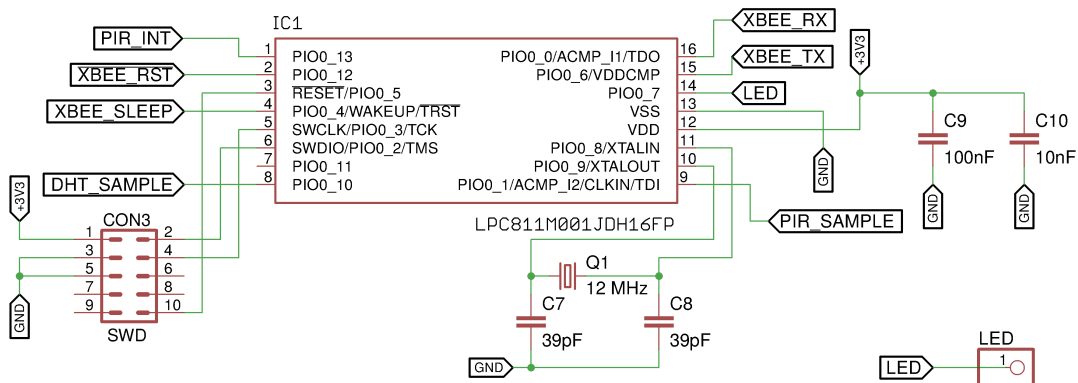 IC1
PIR_INT
XBEE_RST
XBEE_SLEEP
DHT_SAMPLE
1 PIO0_13
2 PIO0_12
3 RESET/PIO0_5
4 PIO0_4/WAKEUP/TRST
5 SWCLK/PIO0_3/TCK
6 SWDIO/PIO0_2/TMS
7 PIO0_11
8 PIO0_10
PIO0_0/ACMP_I1/TDO 16
PIO0_6/VDDCMP 15
PIO0_7 14
VSS 13
VDD 12
PIO0_8/XTALIN 11
PIO0_9/XTALOUT 10
PIO0_1/ACMP_I2/CLKIN/TDI 9
LPC811M001JDH16FP
XBEE_RX
XBEE_TX
LED
GND
PIR_SAMPLE
+3V3
C9
100nF
GND
C10
10nF
GND
+3V3
CON3
1 2
3 4
5 6
7 8
9 10
SWD
GND
Q1
12 MHz
C7
39pF
C8
39pF
GND
LED
LED
1